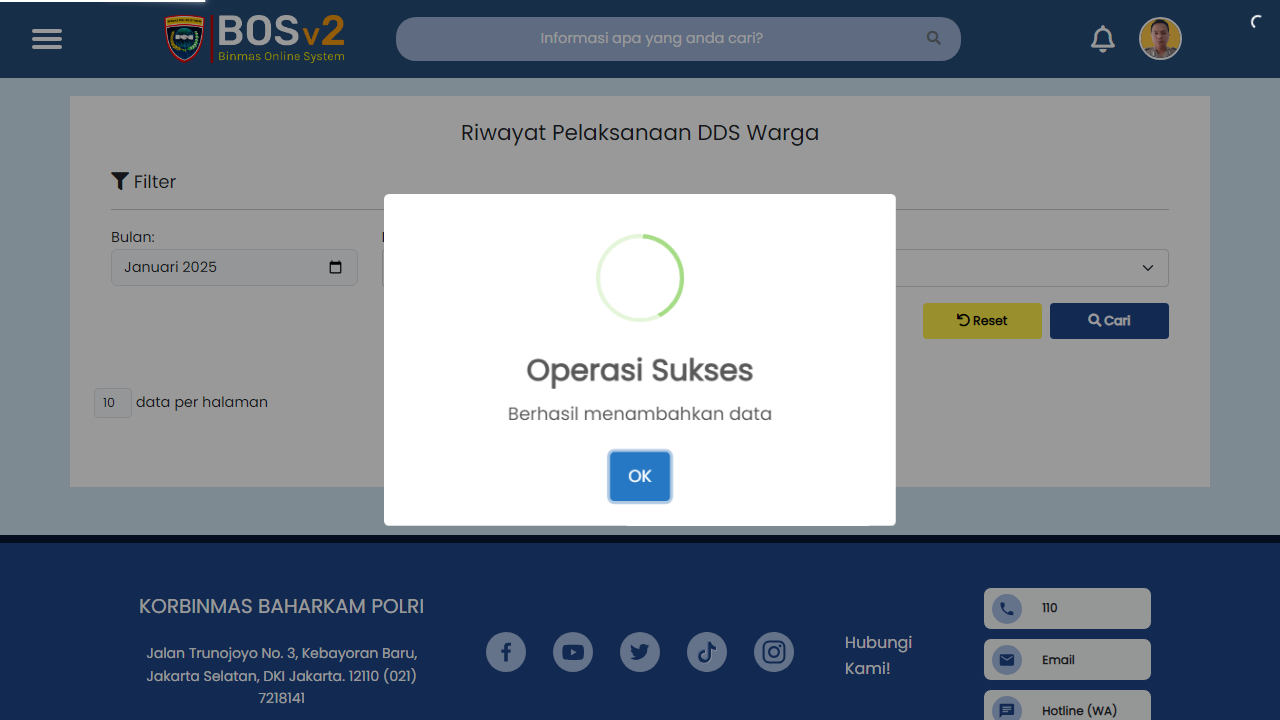 BOSv2
Binmas Online System
Informasi apa yang anda cari?
Riwayat Pelaksanaan DDS Warga
Filter
Bulan:
Januari 2025
Reset
Cari
10 data per halaman
Operasi Sukses
Berhasil menambahkan data
OK
KORBINMAS BAHARKAM POLRI
Jalan Trunojoyo No. 3, Kebayoran Baru,
Jakarta Selatan, DKI Jakarta. 12110 (021)
7218141
Hubungi
Kami!
110
Email
Hotline (WA)